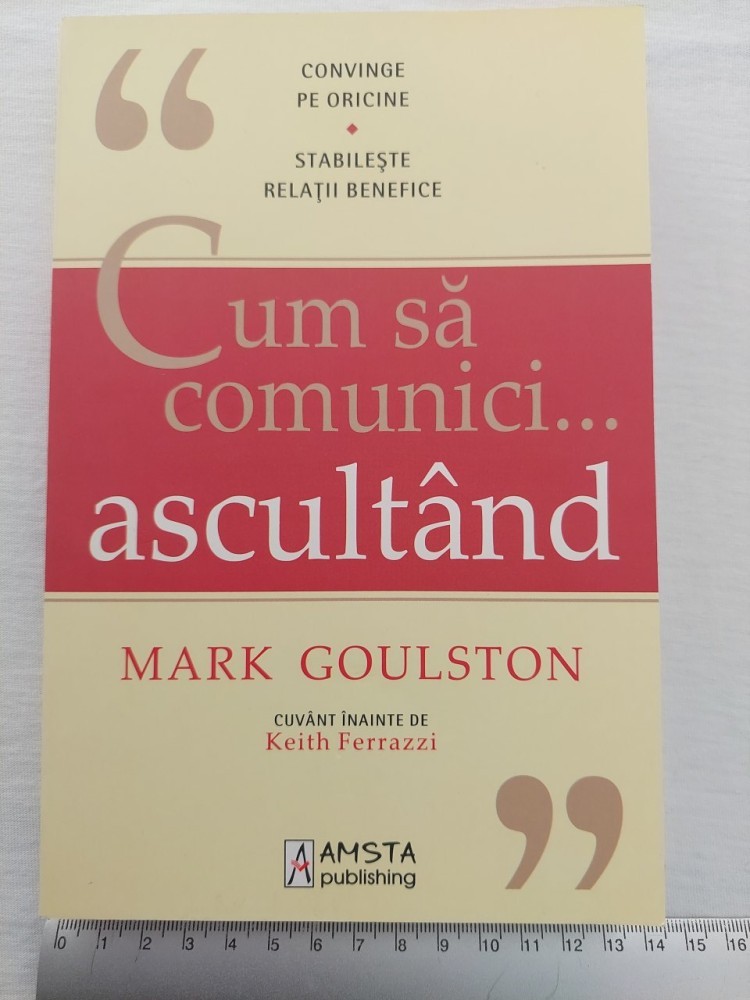 “
CONVINGE
PE ORICINE
STABILEŞTE
RELAŢII BENEFICE
Cum să
comunici...
ascultând
MARK GOULSTON
CUVÂNT ÎNAINTE DE
Keith Ferrazzi
”
AMSTA
publishing
0 1 2 3 4 5 6 7 8 9 10 11 12 13 14 15 16